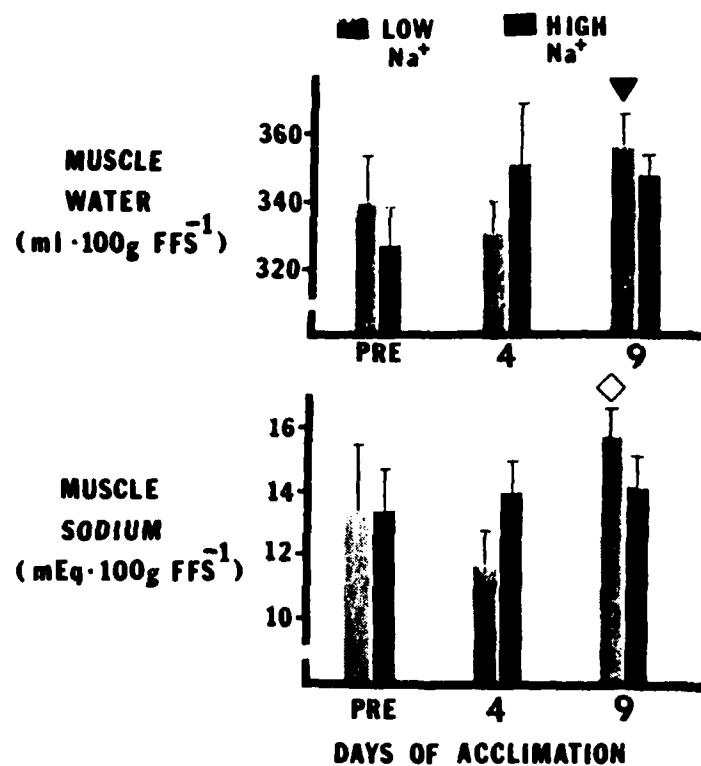 LOW Na⁺
HIGH Na⁺
MUSCLE
WATER
(ml·100g FFS⁻¹)
360
340
320
PRE 4 9
MUSCLE
SODIUM
(mEq·100g FFS⁻¹)
16
14
12
10
PRE 4 9
DAYS OF ACCLIMATION